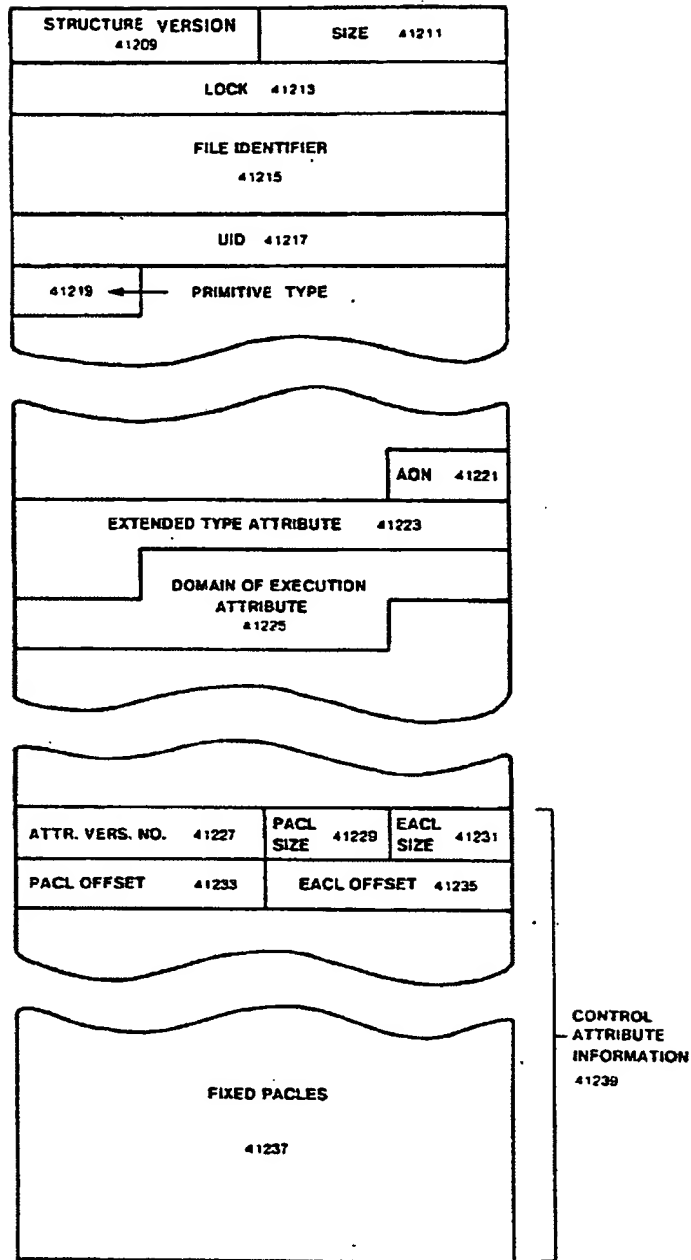 STRUCTURE VERSION
41209
SIZE 41211
LOCK 41213
FILE IDENTIFIER
41215
UID 41217
41219 PRIMITIVE TYPE
AON 41221
EXTENDED TYPE ATTRIBUTE 41223
DOMAIN OF EXECUTION
ATTRIBUTE
41225
ATTR. VERS. NO. 41227
PACL
SIZE 41229
EACL
SIZE 41231
PACL OFFSET 41233
EACL OFFSET 41235
FIXED PACLES
41237
CONTROL
ATTRIBUTE
INFORMATION
41239